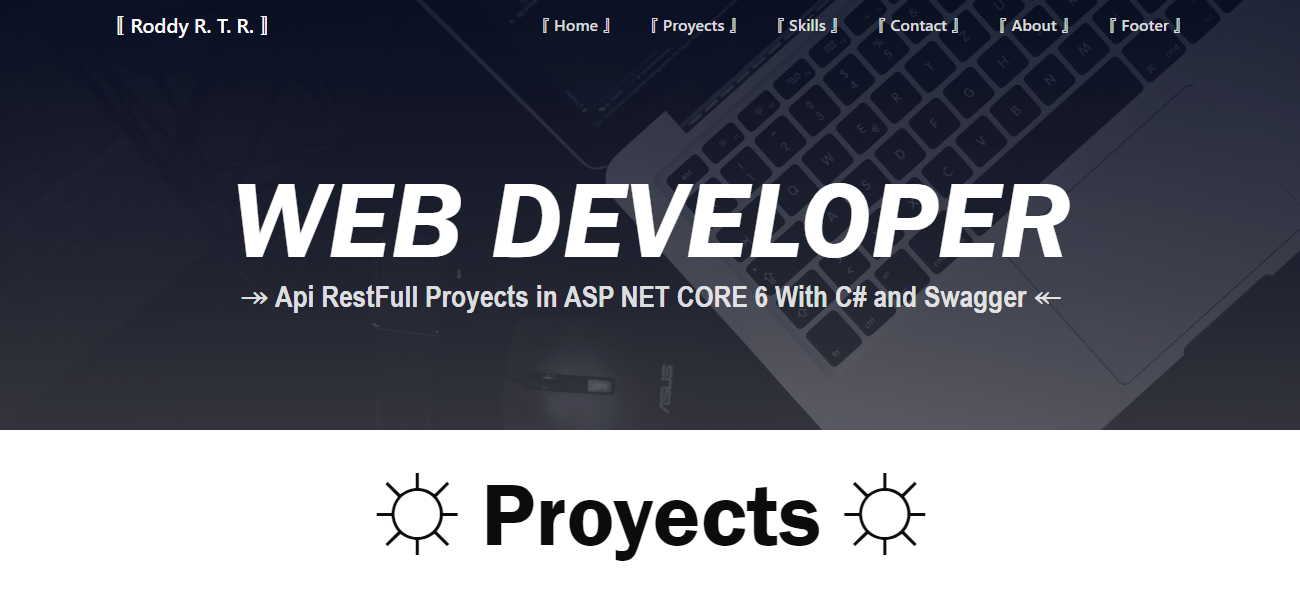 〚 Roddy R. T. R. 〛 『 Home 』 『 Proyects 』 『 Skills 』 『 Contact 』 『 About 』 『 Footer 』
WEB DEVELOPER
↠ Api RestFull Proyects in ASP NET CORE 6 With C# and Swagger ↞
ASUS
☼ Proyects ☼